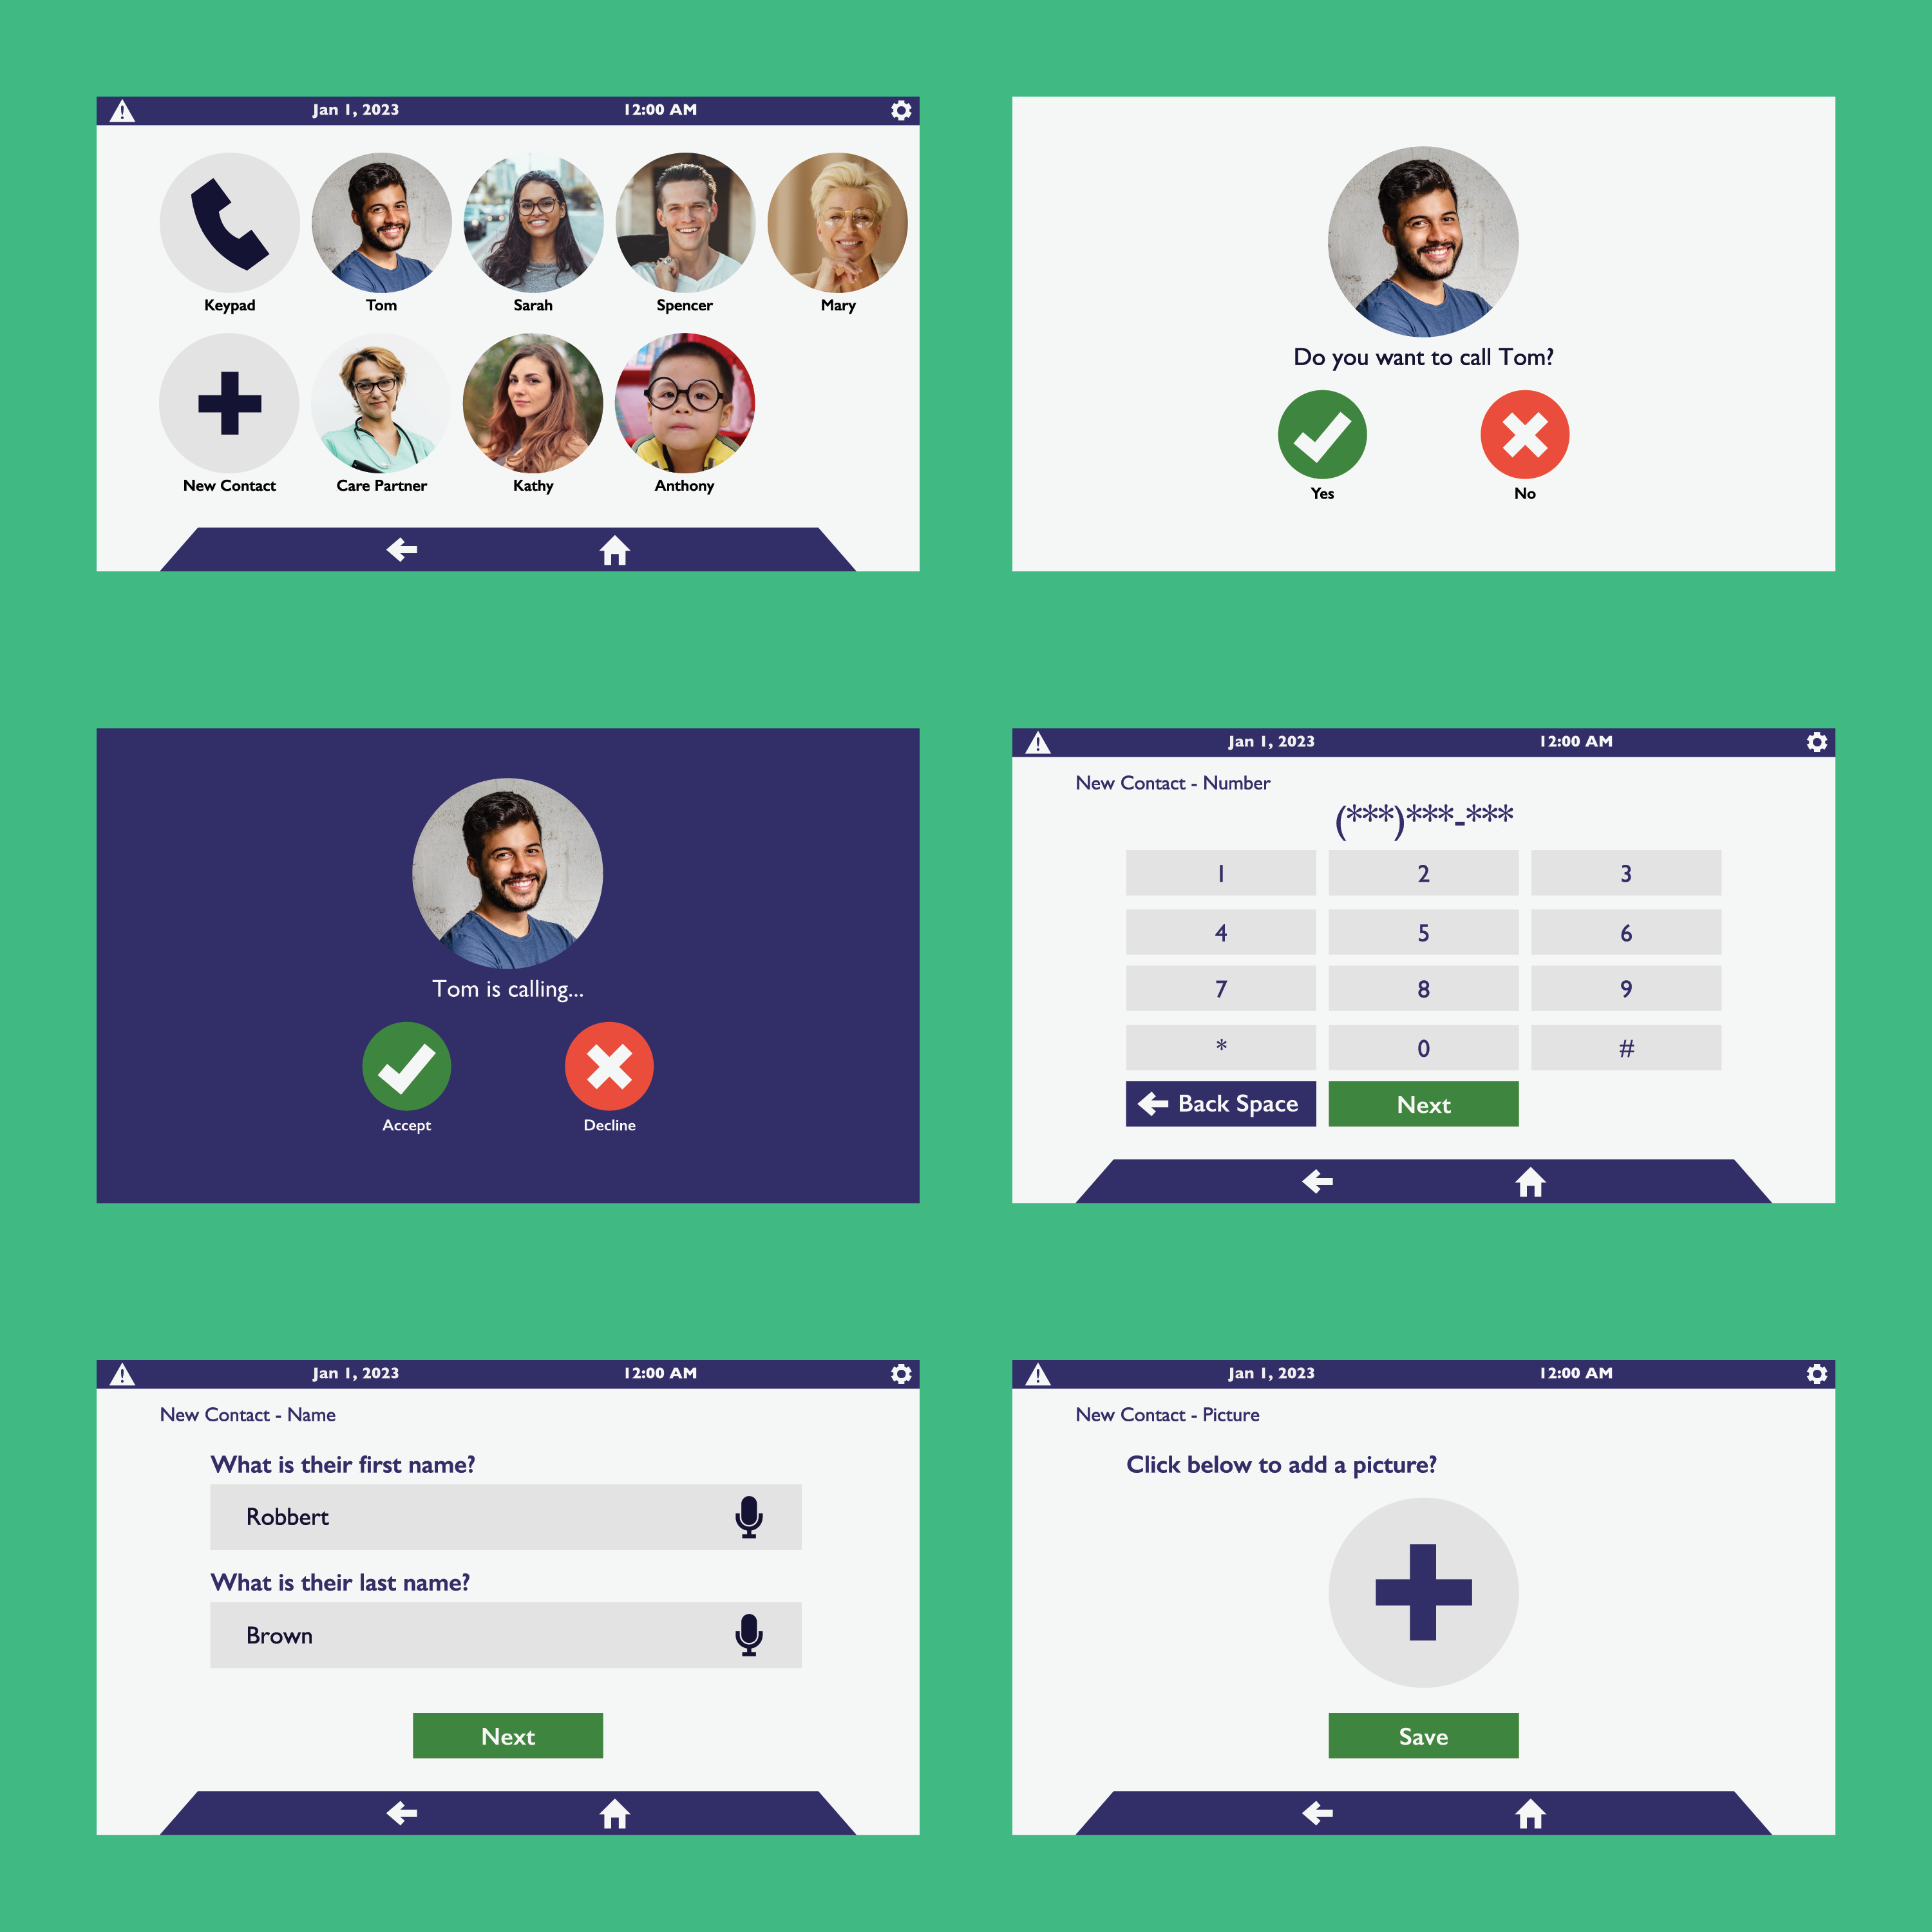 Jan 1, 2023 12:00 AM
Keypad Tom Sarah Spencer Mary
New Contact Care Partner Kathy Anthony
Do you want to call Tom?
Yes No
Tom is calling...
Accept Decline
Jan 1, 2023 12:00 AM
New Contact - Number
(***)***-***
1 2 3
4 5 6
7 8 9
* 0 #
Back Space Next
Jan 1, 2023 12:00 AM
New Contact - Name
What is their first name?
Robbert
What is their last name?
Brown
Next
Jan 1, 2023 12:00 AM
New Contact - Picture
Click below to add a picture?
Save